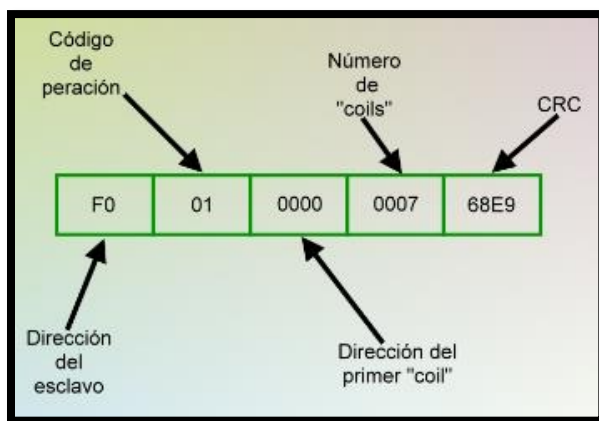 Código
de
peración
Número
de
"coils"
CRC
F0 01 0000 0007 68E9
Dirección
del
esclavo
Dirección del
primer "coil"